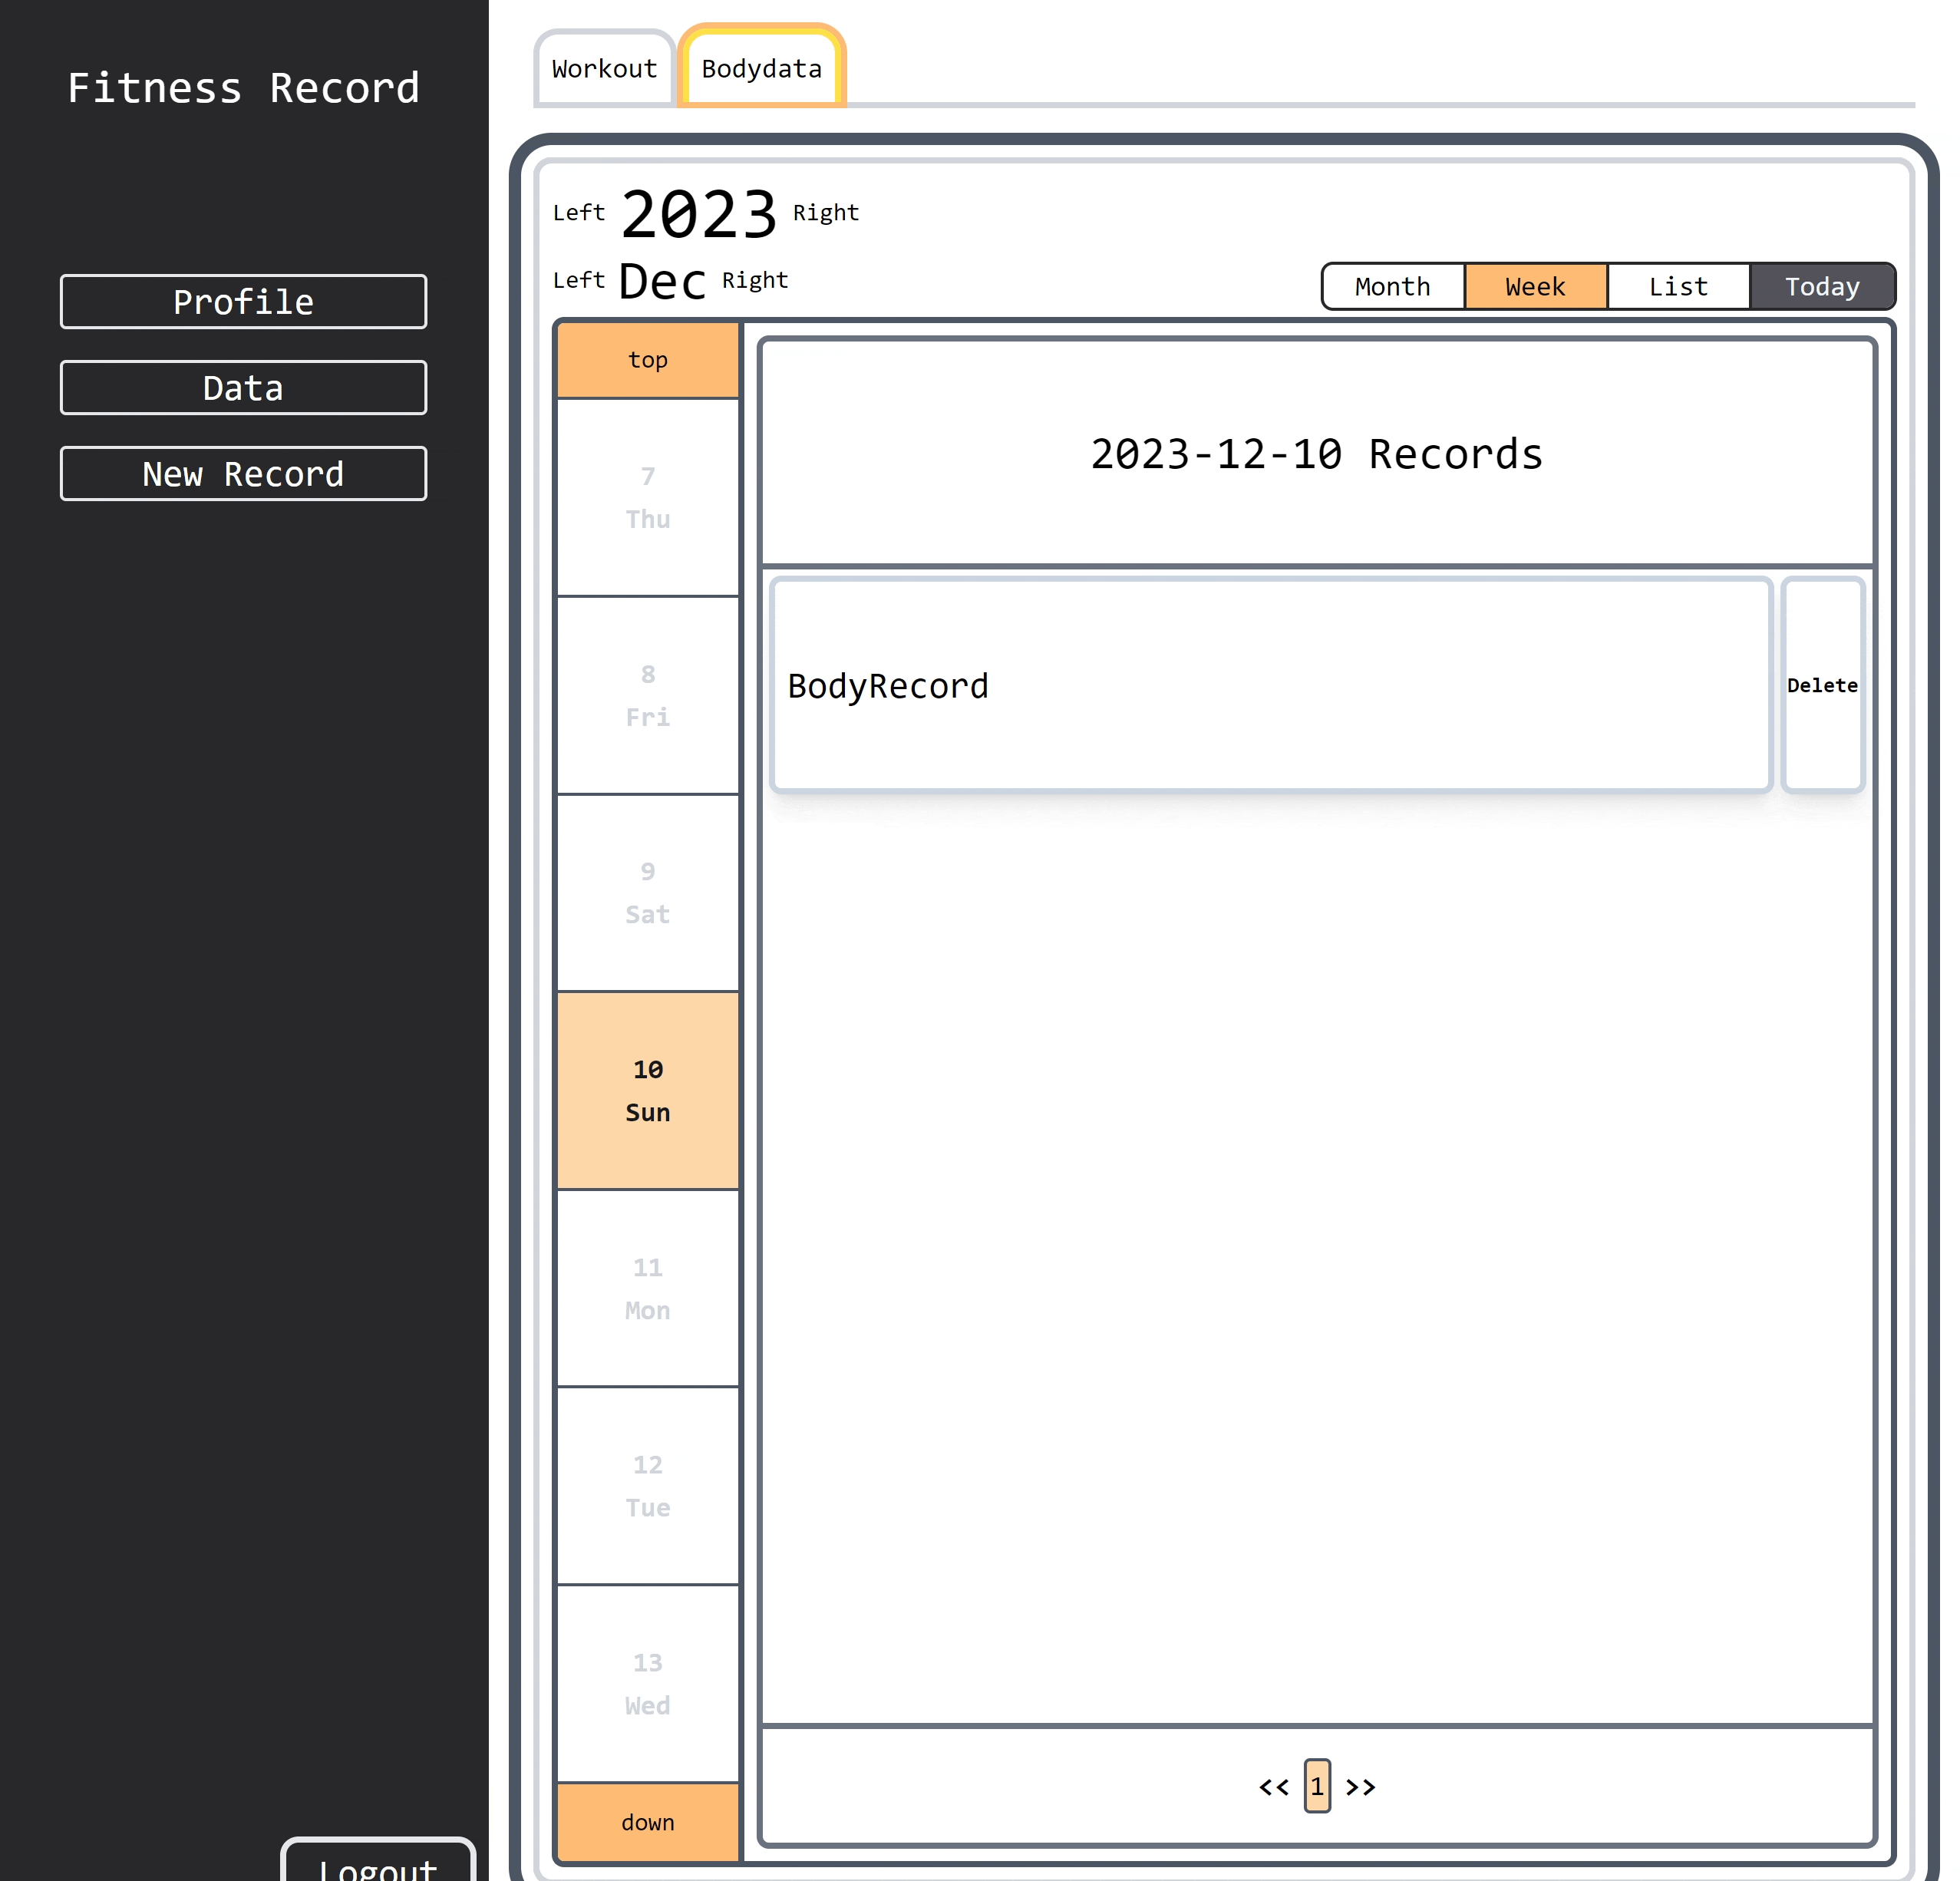 Fitness Record
Profile
Data
New Record
Logout
Workout Bodydata
Left 2023 Right
Left Dec Right
Month Week List Today
top
7
Thu
8
Fri
9
Sat
10
Sun
11
Mon
12
Tue
13
Wed
down
2023-12-10 Records
BodyRecord Delete
<< 1 >>